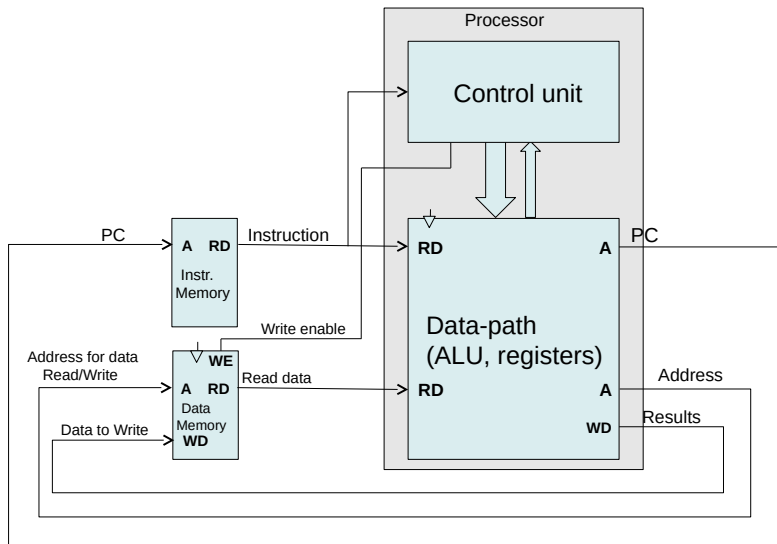 Processor
Control unit
PC
A RD
Instruction
Instr.
Memory
RD
A
PC
Write enable
Data-path
(ALU, registers)
Address for data
Read/Write
WE
A RD
Read data
Data
Memory
RD
A
Address
Data to Write
WD
WD
Results